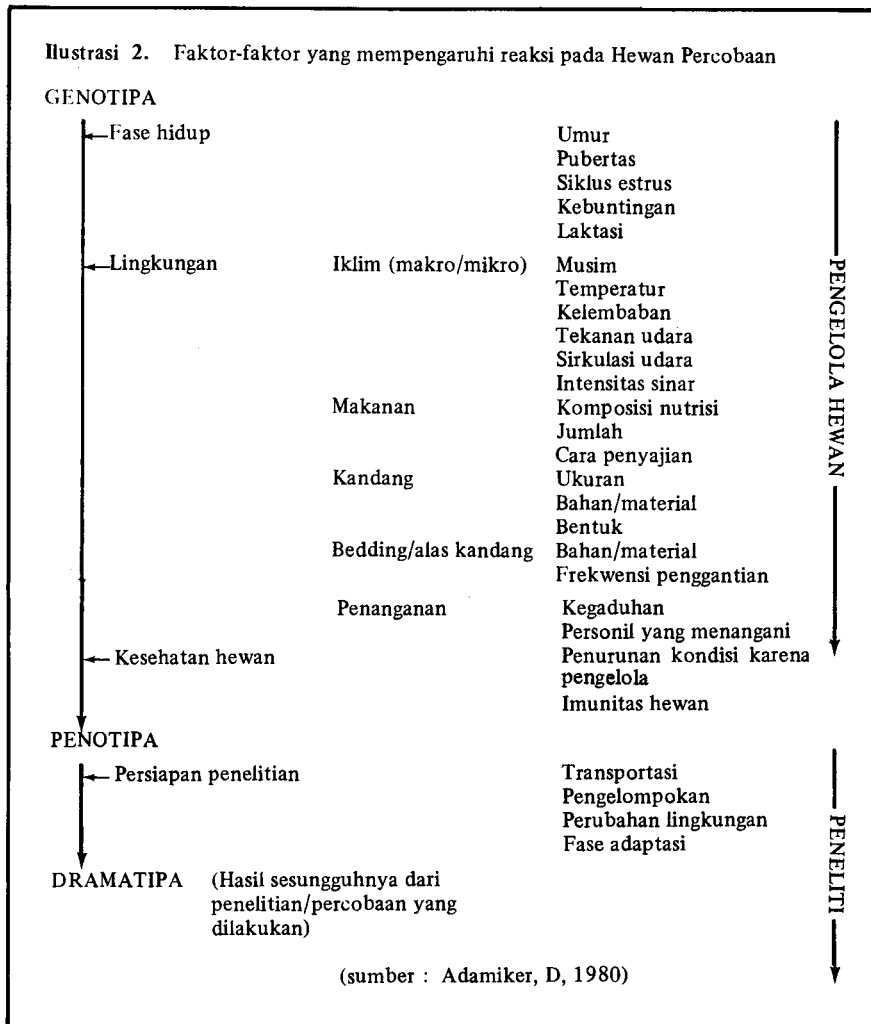 Ilustrasi 2. Faktor-faktor yang mempengaruhi reaksi pada Hewan Percobaan
GENOTIPA
Fase hidup Umur
Pubertas
Siklus estrus
Kebuntingan
Laktasi
Lingkungan Iklim (makro/mikro) Musim
Temperatur
Kelembaban
Tekanan udara
Sirkulasi udara
Intensitas sinar
Makanan Komposisi nutrisi
Jumlah
Cara penyajian
Kandang Ukuran
Bahan/material
Bentuk
Bedding/alas kandang Bahan/material
Frekwensi penggantian
Penanganan Kegaduhan
Personil yang menangani
Kesehatan hewan Penurunan kondisi karena
pengelola
Imunitas hewan
PENGELOLA HEWAN
PENOTIPA
Persiapan penelitian Transportasi
Pengelompokan
Perubahan lingkungan
Fase adaptasi
DRAMATIPA (Hasil sesungguhnya dari
penelitian/percobaan yang
dilakukan)
PENELITI
(sumber : Adamiker, D, 1980)